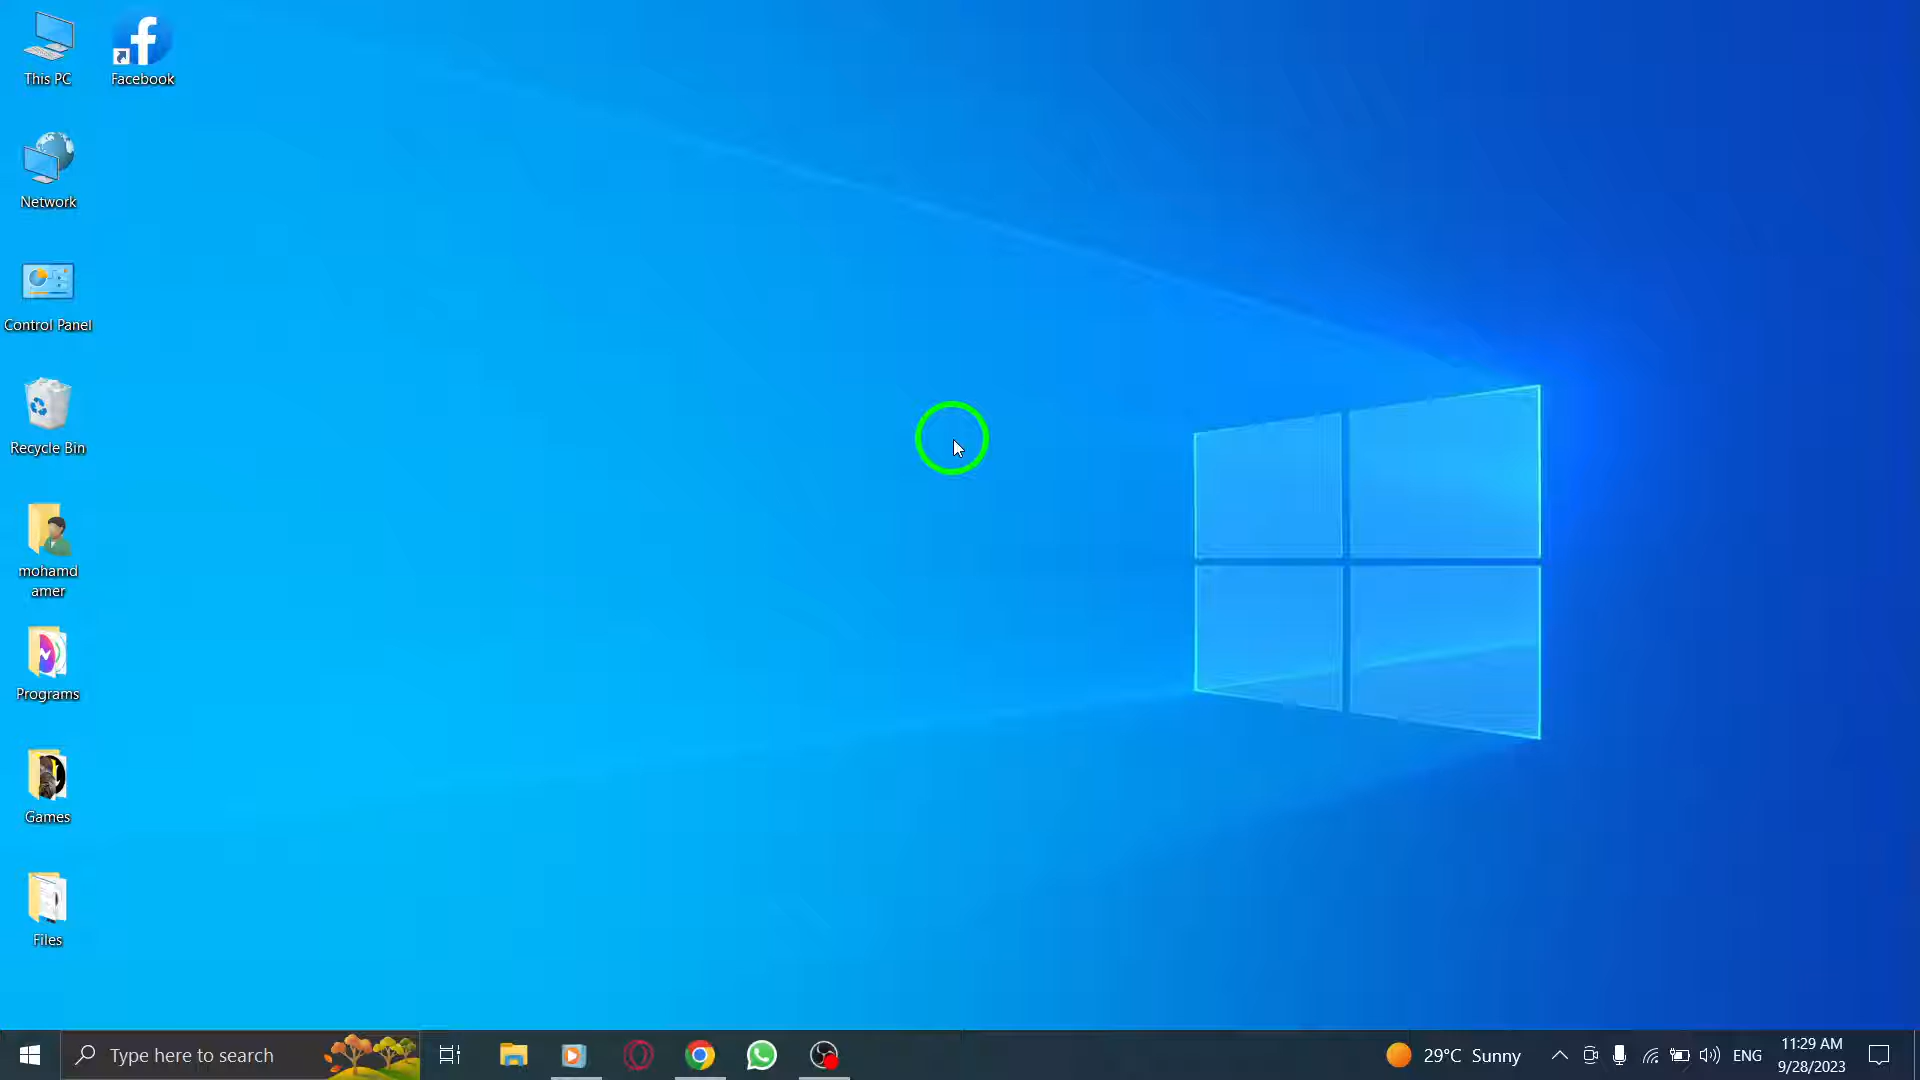 This PC
Facebook
Network
Control Panel
Recycle Bin
mohamd
amer
Programs
Games
Files
Type here to search
29°C Sunny
ENG
11:29 AM
9/28/2023